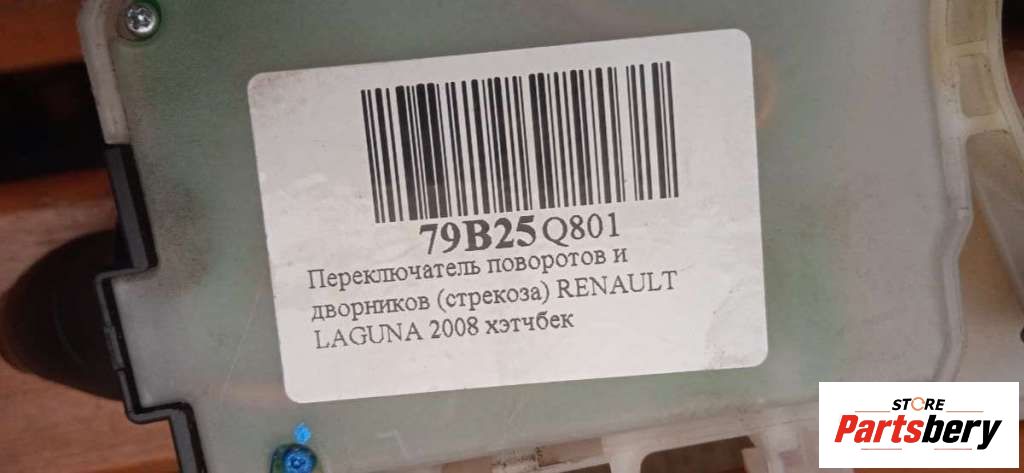 79B25Q801
Переключатель поворотов и
дворников (стрекоза) RENAULT
LAGUNA 2008 хэтчбек
STORE
Partsbery